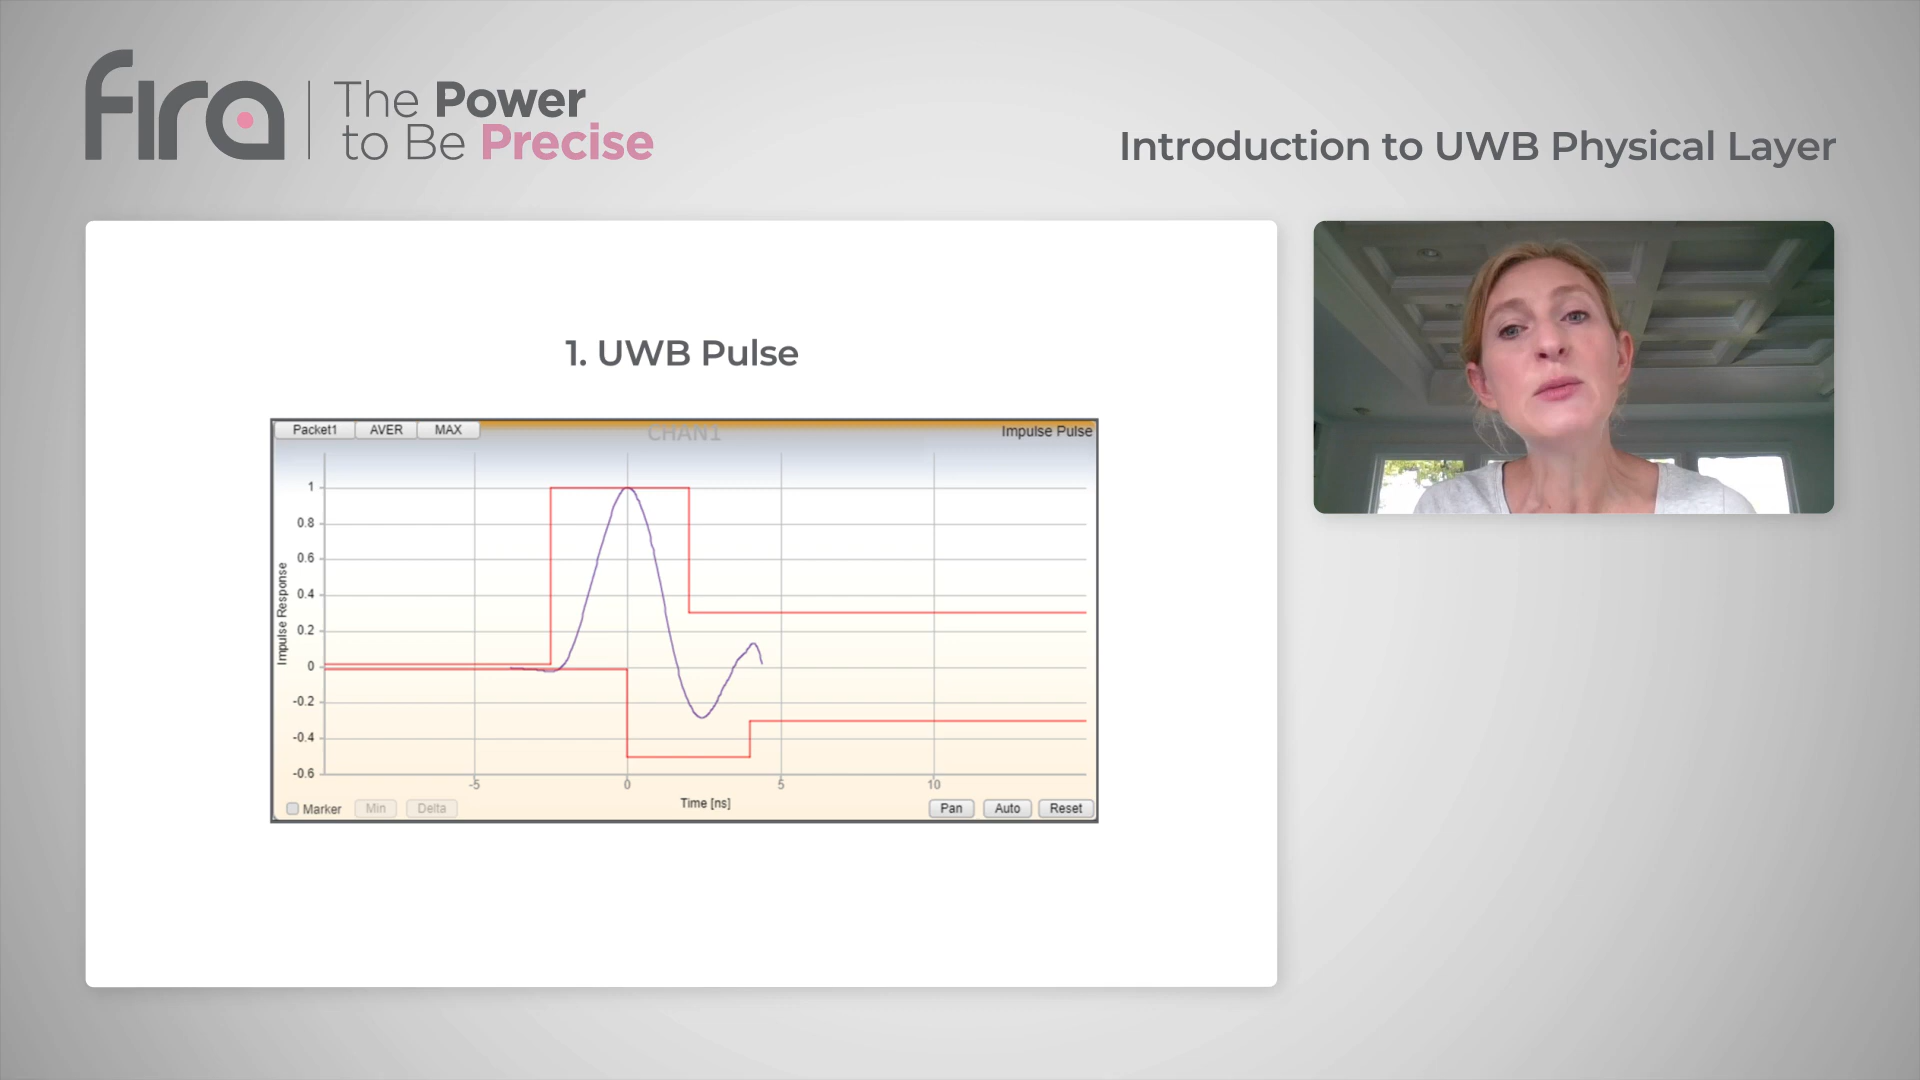 fira
The Power
to Be Precise
Introduction to UWB Physical Layer
1. UWB Pulse
Packet1 AVER MAX CHAN1 Impulse Pulse
Impulse Response
1
0.8
0.6
0.4
0.2
0
-0.2
-0.4
-0.6
-5 0 5 10
Time [ns]
Marker Min Delta Pan Auto Reset